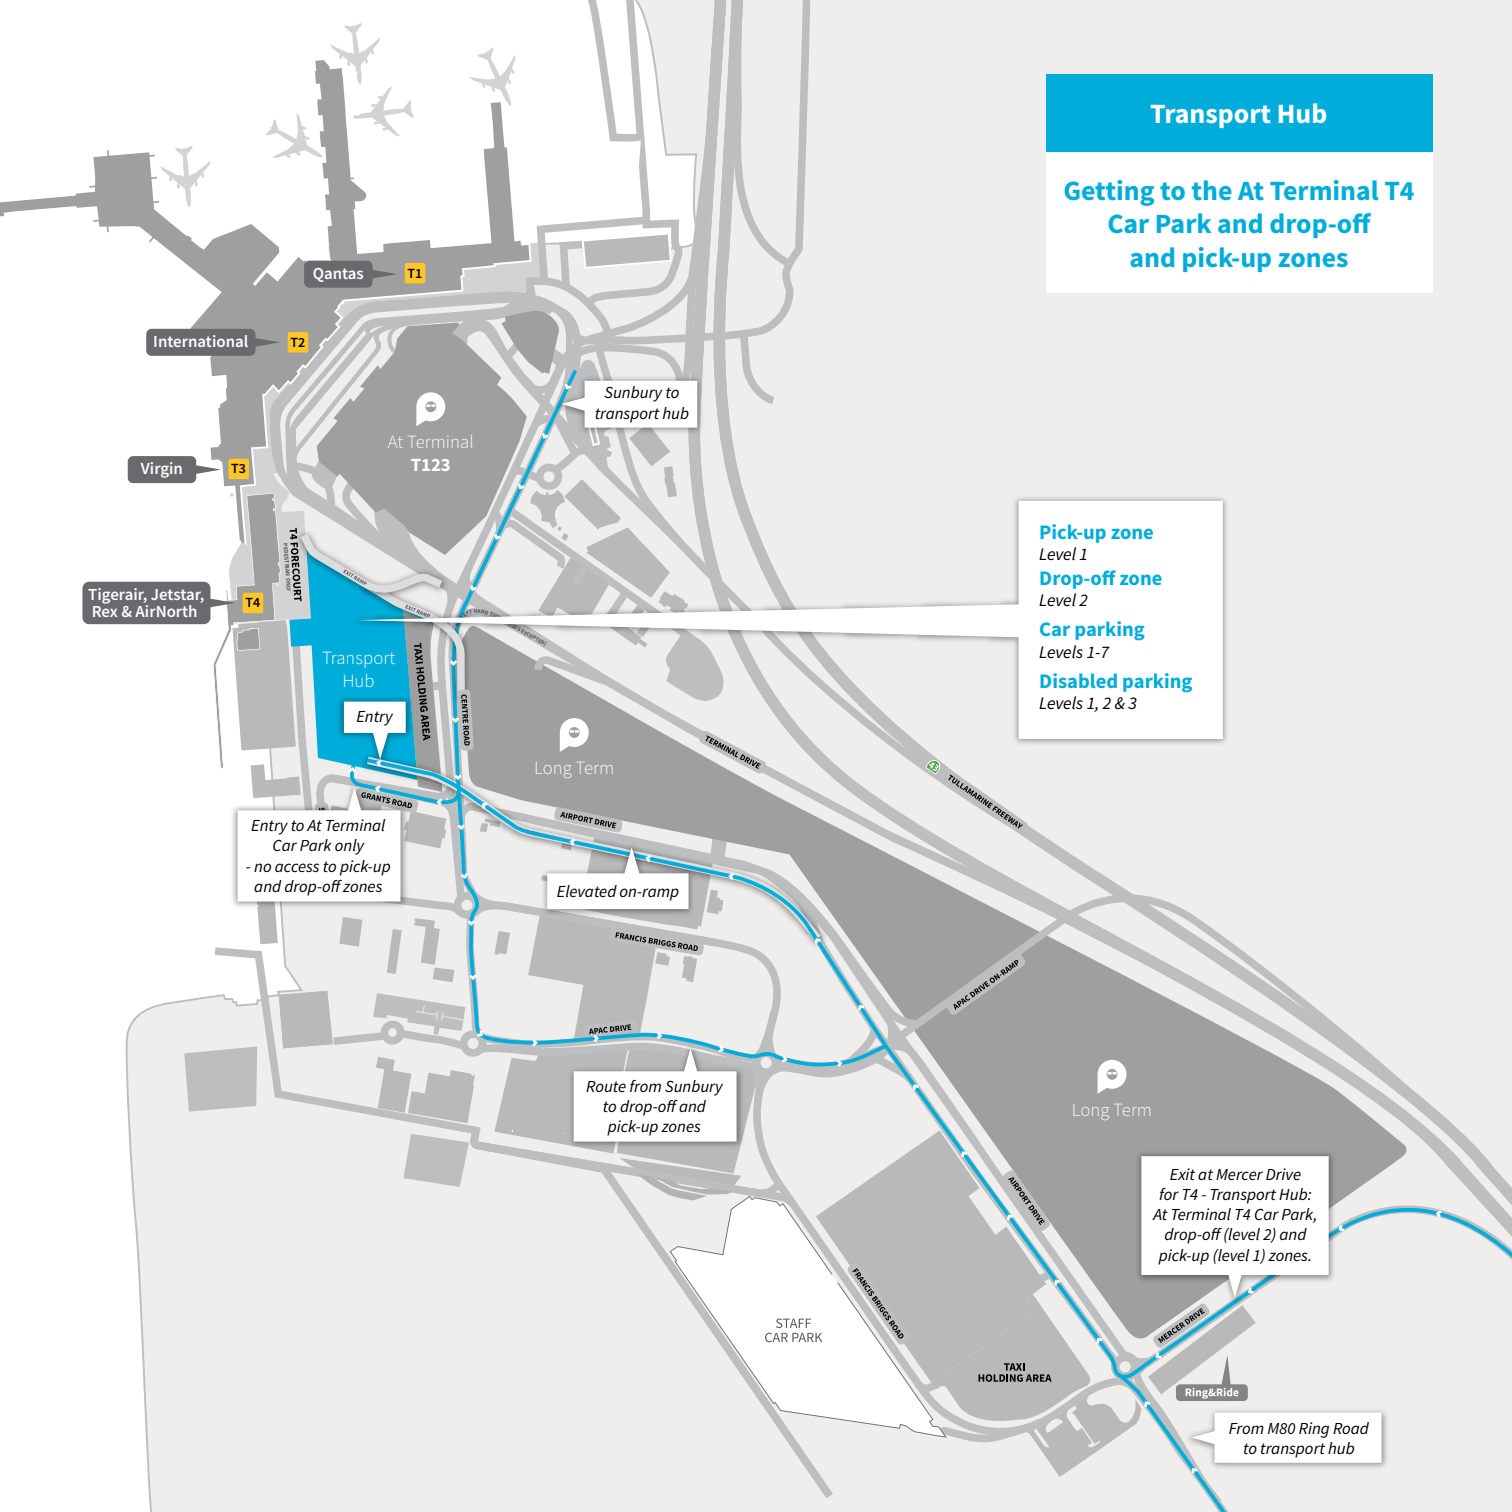 Transport Hub
Getting to the At Terminal T4
Car Park and drop-off
and pick-up zones
Qantas
T1
International
T2
Sunbury to
transport hub
At Terminal
T123
Virgin
T3
T4 FORECOURT
PEDESTRIAN ONLY
Pick-up zone
Level 1
Drop-off zone
Level 2
Car parking
Levels 1-7
Disabled parking
Levels 1, 2 & 3
EXIT RAMP
EXIT RAMP
Tigerair, Jetstar,
Rex & AirNorth
T4
Transport
Hub
TAXI HOLDING AREA
CENTRE ROAD
Entry
Long Term
TERMINAL DRIVE
43
TULLAMARINE FREEWAY
GRANTS ROAD
AIRPORT DRIVE
Entry to At Terminal
Car Park only
- no access to pick-up
and drop-off zones
Elevated on-ramp
FRANCIS BRIGGS ROAD
APAC DRIVE ON-RAMP
APAC DRIVE
Route from Sunbury
to drop-off and
pick-up zones
Long Term
AIRPORT DRIVE
Exit at Mercer Drive
for T4 - Transport Hub:
At Terminal T4 Car Park,
drop-off (level 2) and
pick-up (level 1) zones.
FRANCIS BRIGGS ROAD
MERCER DRIVE
STAFF
CAR PARK
TAXI
HOLDING AREA
Ring&Ride
From M80 Ring Road
to transport hub